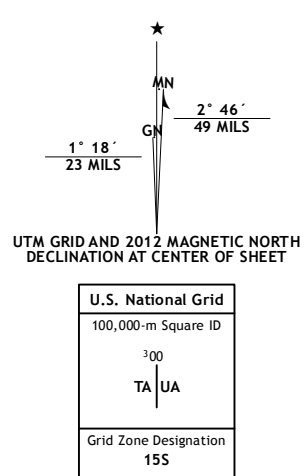 ★
MN
2° 46´
49 MILS
GN
1° 18´
23 MILS
UTM GRID AND 2012 MAGNETIC NORTH
DECLINATION AT CENTER OF SHEET
U.S. National Grid
100,000-m Square ID
³00
TA UA
Grid Zone Designation
15S